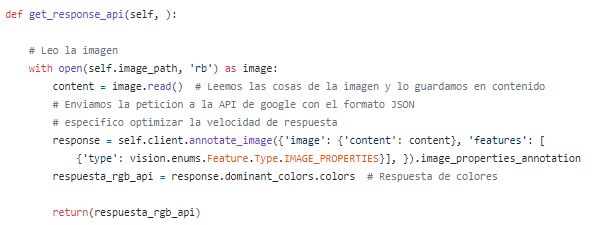 def get_response_api(self, ):
# Leo la imagen
with open(self.image_path, 'rb') as image:
content = image.read()  # Leemos las cosas de la imagen y lo guardamos en contenido
# Enviamos la peticion a la API de google con el formato JSON
# especifico optimizar la velocidad de respuesta
response = self.client.annotate_image({'image': {'content': content}, 'features': [
{'type': vision.enums.Feature.Type.IMAGE_PROPERTIES}], }).image_properties_annotation
respuesta_rgb_api = response.dominant_colors.colors  # Respuesta de colores
return(respuesta_rgb_api)